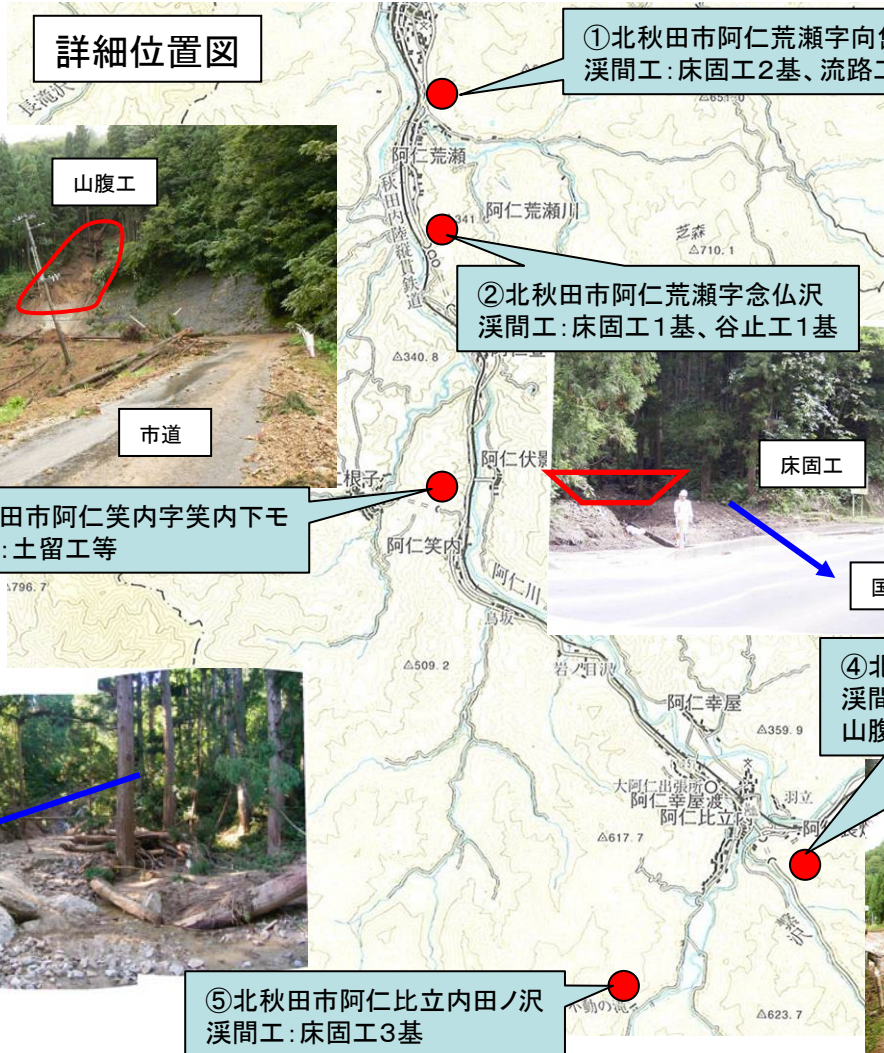 詳細位置図
①北秋田市阿仁荒瀬字向
渓間工:床固工2基、流路工
長滝沢
山腹工
阿仁荒瀬
阿仁荒瀬川
341
秋田内陸縦貫鉄道
芝森
△710.1
②北秋田市阿仁荒瀬字念仏沢
渓間工:床固工1基、谷止工1基
△340.8
市道
床固工
根子
阿仁伏影
田市阿仁笑内字笑内下モ
:土留工等
阿仁笑内
阿仁川
796.7
鳥坂
△509.2
岩ノ目沢
④北
渓間
山腹
阿仁幸屋
△359.9
大阿仁出張所
羽立
阿仁幸屋渡
阿仁比立内
△617.7
繋沢
⑤北秋田市阿仁比立内田ノ沢
渓間工:床固工3基
不動の滝
△623.7